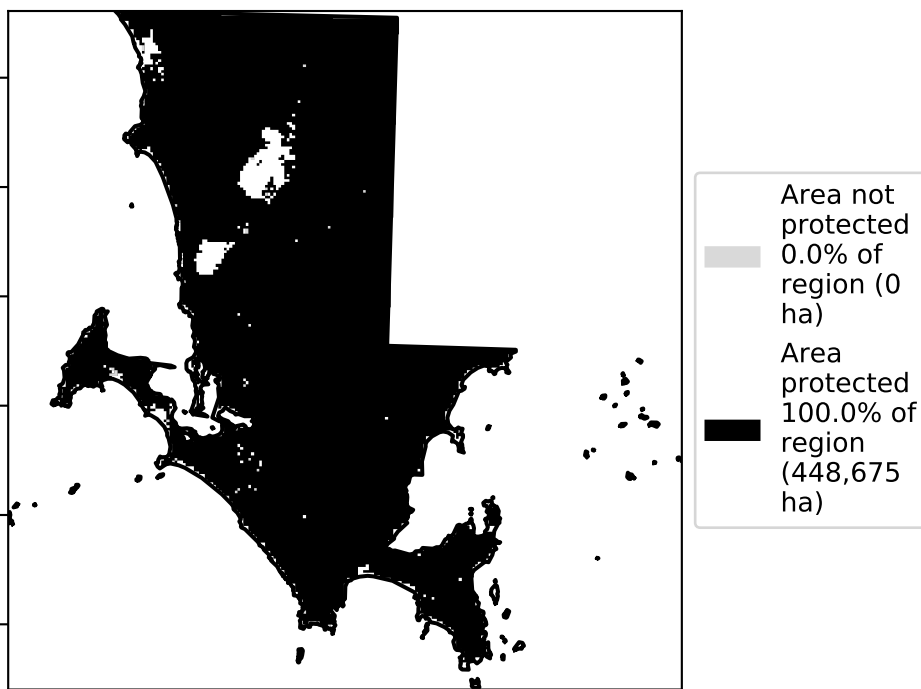 Area not
protected
0.0% of
region (0
ha)
Area
protected
100.0% of
region
(448,675
ha)